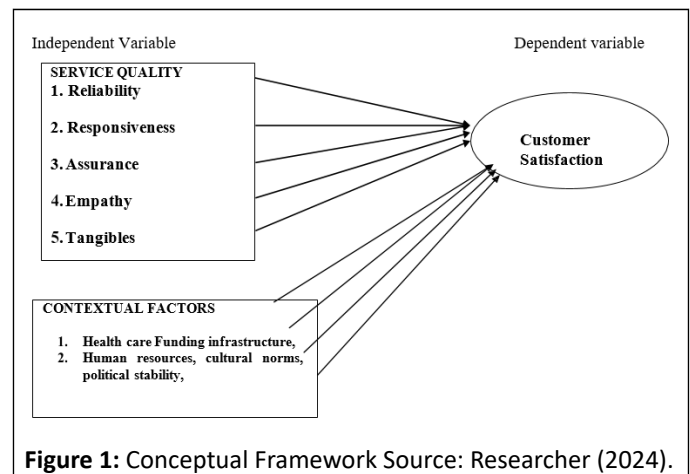 Independent Variable
Dependent variable
SERVICE QUALITY
1. Reliability
2. Responsiveness
3. Assurance
4. Empathy
5. Tangibles
Customer
Satisfaction
CONTEXTUAL FACTORS
1. Health care Funding infrastructure,
2. Human resources, cultural norms,
political stability,
Figure 1: Conceptual Framework Source: Researcher (2024).